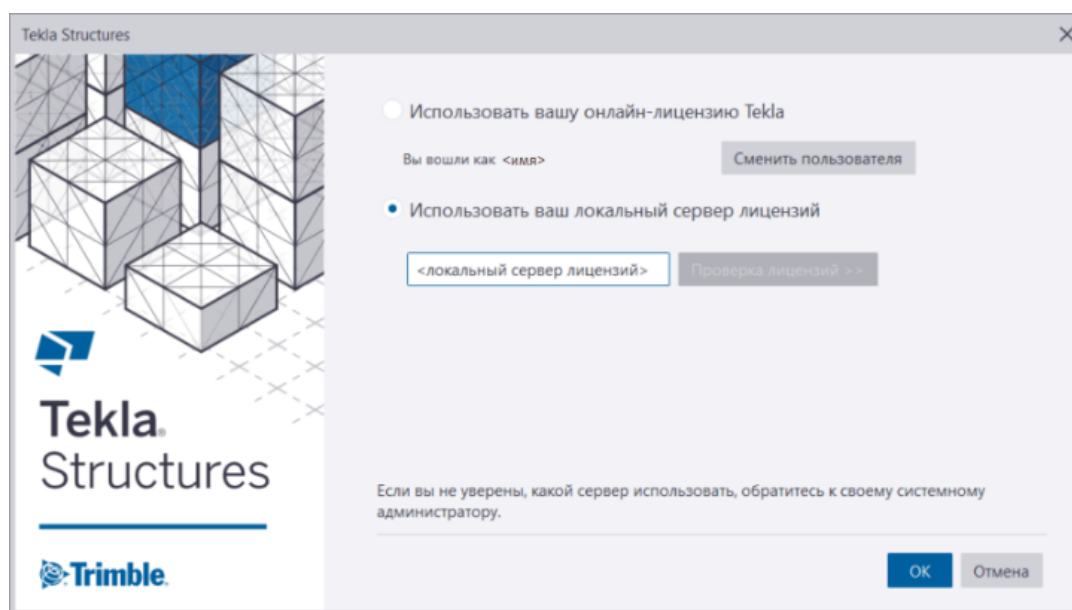 Tekla Structures
Использовать вашу онлайн-лицензию Tekla
Вы вошли как <имя>
Сменить пользователя
Использовать ваш локальный сервер лицензий
<локальный сервер лицензий>
Проверка лицензий >>
Tekla®
Structures
Trimble.
Если вы не уверены, какой сервер использовать, обратитесь к своему системному
администратору.
OK
Отмена